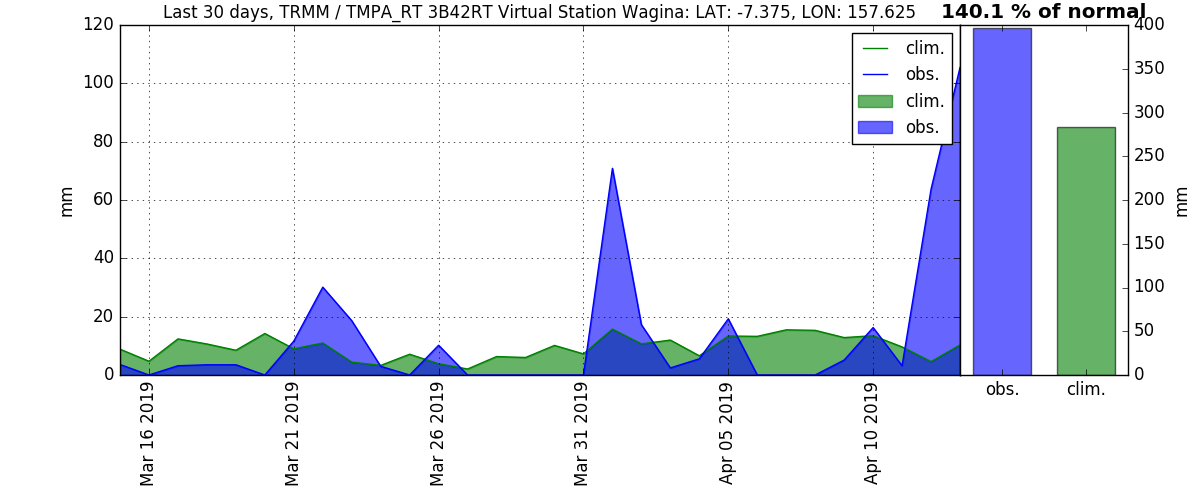 Last 30 days, TRMM / TMPA_RT 3B42RT Virtual Station Wagina: LAT: -7.375, LON: 157.625
140.1 % of normal
120
100
80
60
40
20
0
mm
clim.
obs.
clim.
obs.
Mar 16 2019
Mar 21 2019
Mar 26 2019
Mar 31 2019
Apr 05 2019
Apr 10 2019
400
350
300
250
200
150
100
50
0
mm
obs.
clim.